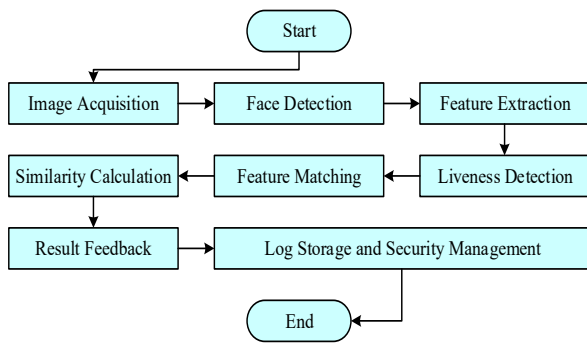 Start
Image Acquisition
Face Detection
Feature Extraction
Similarity Calculation
Feature Matching
Liveness Detection
Result Feedback
Log Storage and Security Management
End